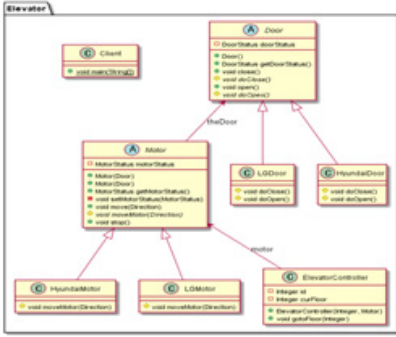 Elevator
Door
DoorStatus doorStatus
Door()
DoorStatus getDoorStatus()
void close()
void doClose()
void open()
void doOpen()
Client
void main(String[])
theDoor
Motor
MotorStatus motorStatus
Motor(Door)
Motor(Door)
MotorStatus getMotorStatus()
void setMotorStatus(MotorStatus)
void move(Direction)
void moveMotor(Direction)
void stop()
LGDoor
void doClose()
void doOpen()
HyundaiDoor
void doClose()
void doOpen()
motor
HyundaiMotor
void moveMotor(Direction)
LGMotor
void moveMotor(Direction)
ElevatorController
Integer id
Integer curFloor
ElevatorController(Integer, Motor)
void gotoFloor(Integer)